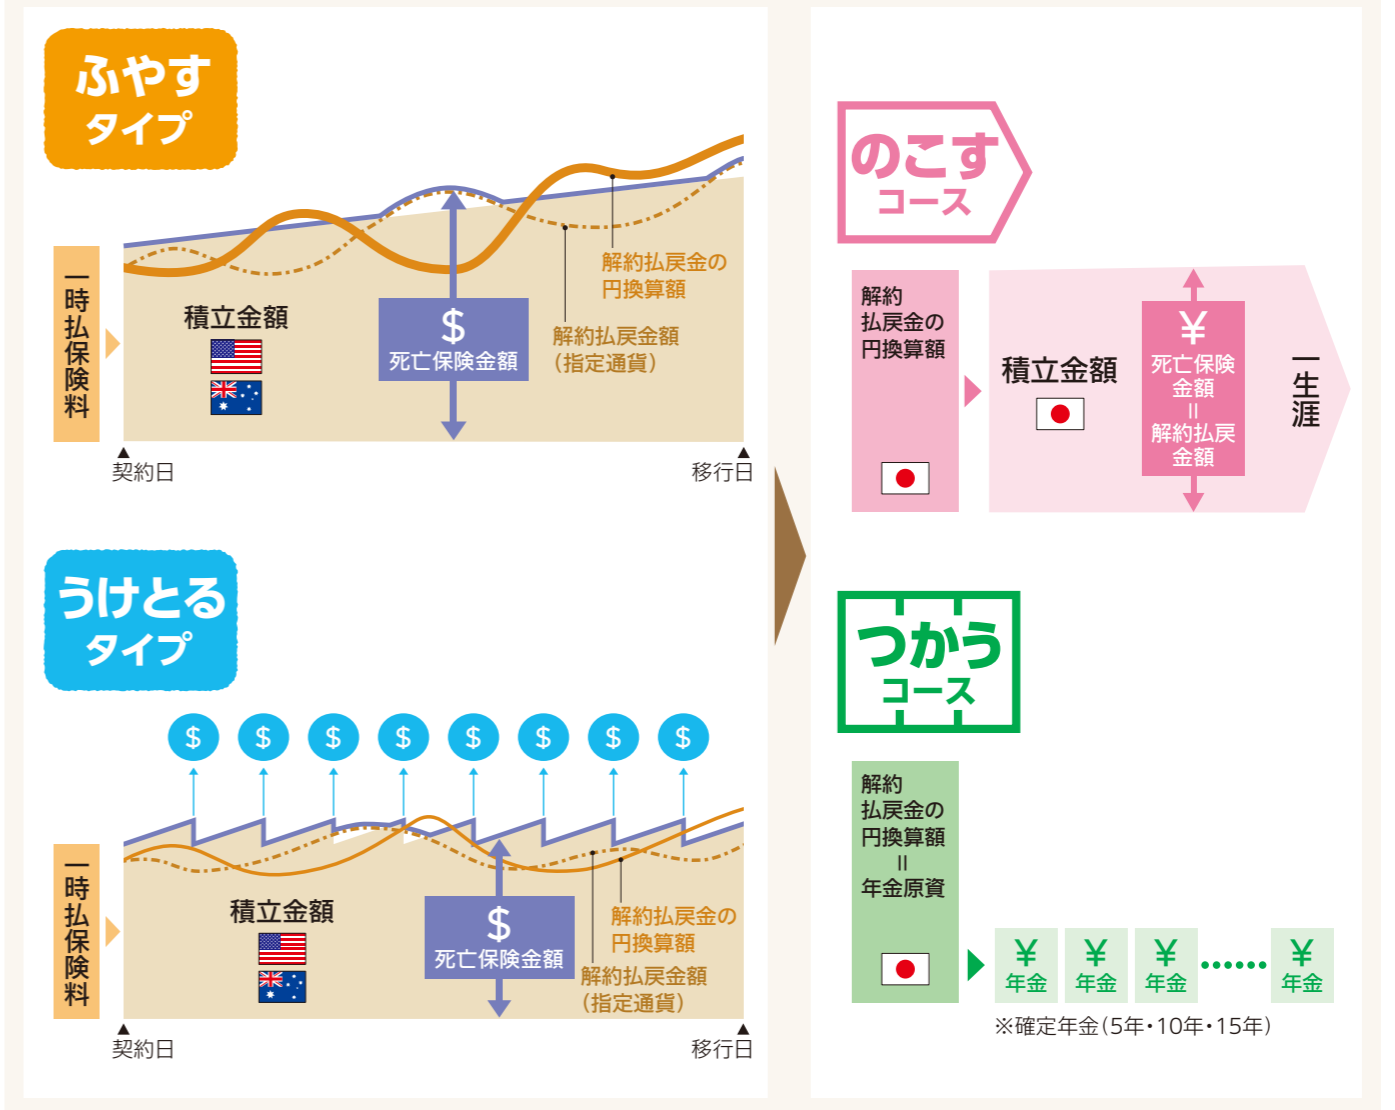 ふやす
タイプ
一時払保険料
積立金額
$
死亡保険金額
解約払戻金の
円換算額
解約払戻金額
（指定通貨）
契約日
移行日
うけとる
タイプ
$ $ $ $ $ $ $ $
一時払保険料
積立金額
$
死亡保険金額
解約払戻金の
円換算額
解約払戻金額
（指定通貨）
契約日
移行日
のこす
コース
解約
払戻金の
円換算額
積立金額
¥
死亡保険
金額
＝
解約払戻
金額
一生涯
つかう
コース
解約
払戻金の
円換算額
＝
年金原資
¥ ¥ ¥ …… ¥
年金 年金 年金 年金
※確定年金（5年・10年・15年）